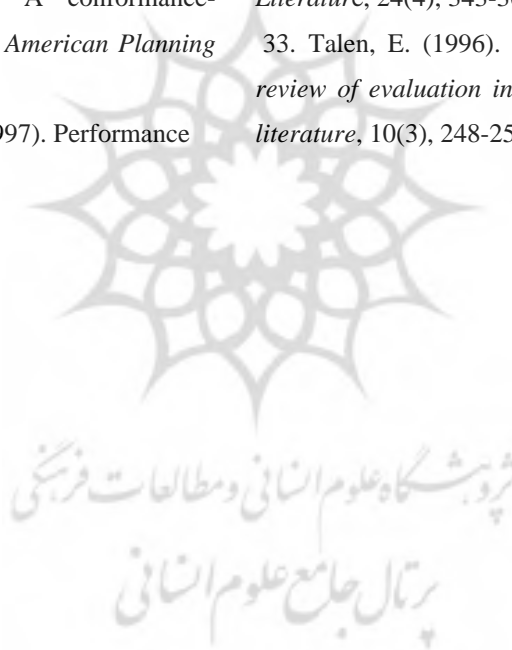 A conformance-
American Planning
997). Performance
Literature, 24(4), 343-3
33. Talen, E. (1996).
review of evaluation in
literature, 10(3), 248-25
پژوهشگاه علوم انسانی و مطالعات فرهنگی
پرتال جامع علوم انسانی